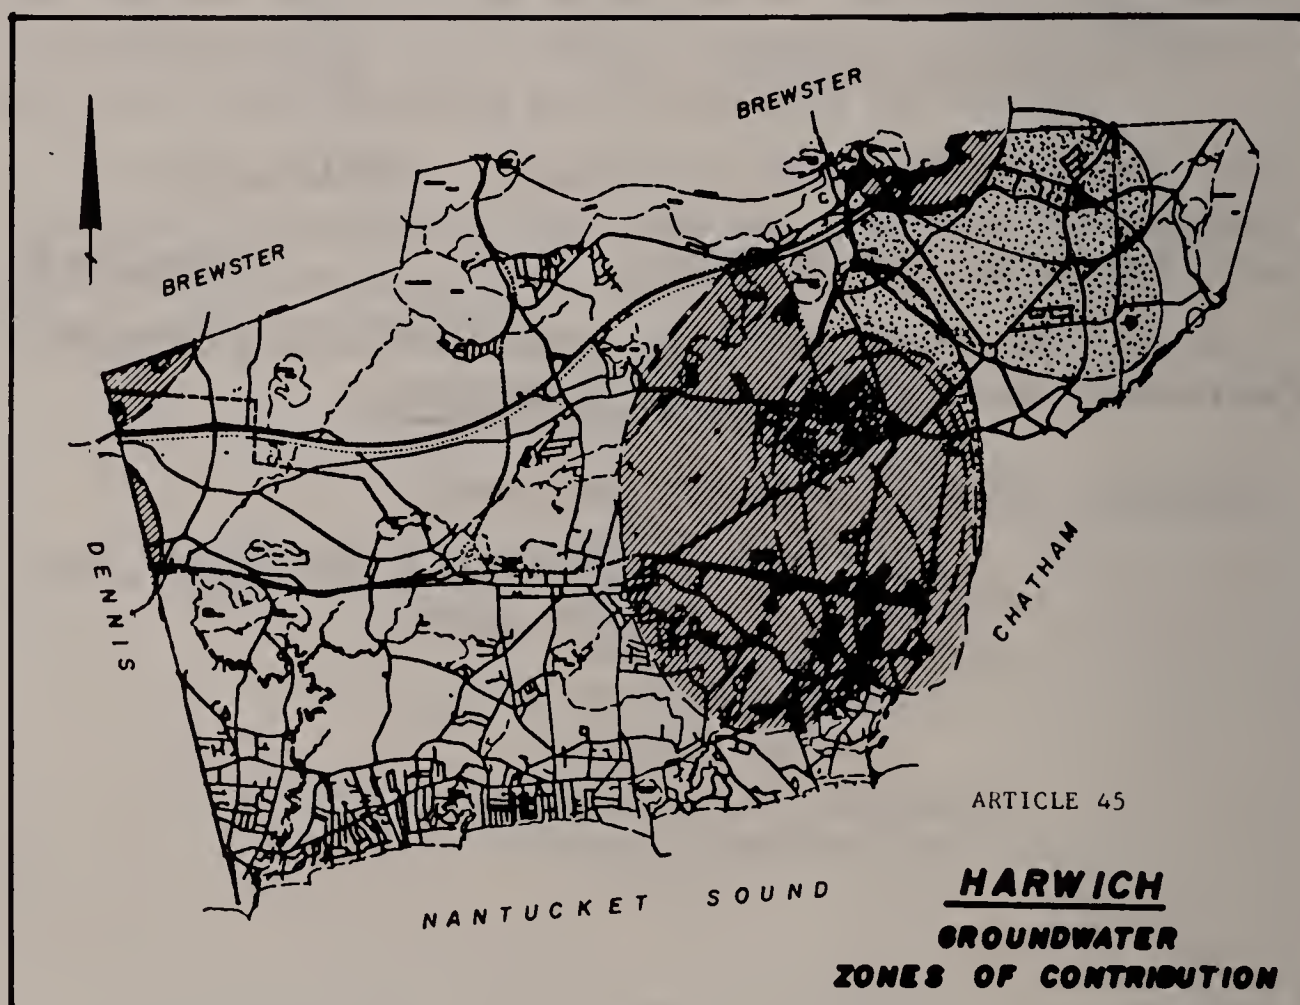 BREWSTER
BREWSTER
DENNIS
CHATHAM
ARTICLE 45
NANTUCKET SOUND
HARWICH
GROUNDWATER
ZONES OF CONTRIBUTION